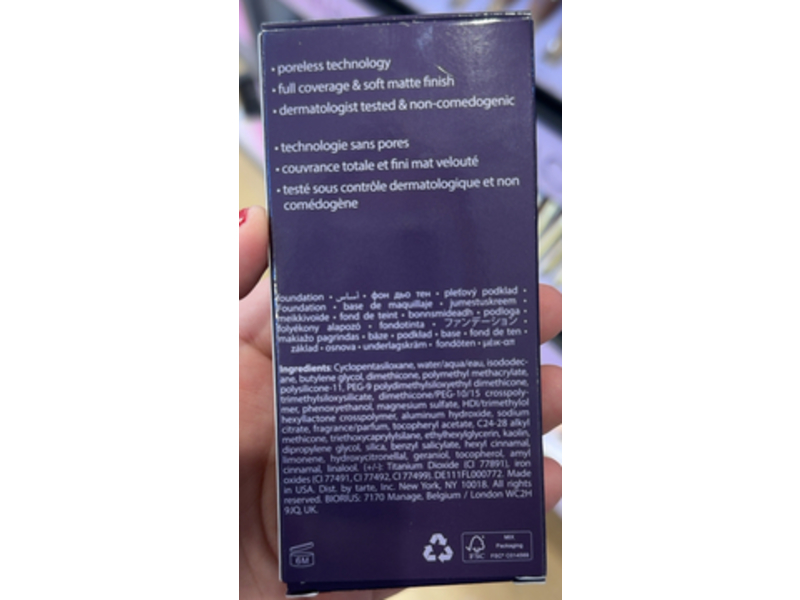 • poreless technology
• full coverage & soft matte finish
• dermatologist tested & non-comedogenic
• technologie sans pores
• couvrance totale et fini mat velouté
• testé sous contrôle dermatologique et non
comédogène
foundation • أساس • фон дьо тен • pleťový podklad •
Foundation • base de maquillaje • jumestuskreem •
meikkivoide • fond de teint • bonnsmideadh • podloga •
folyékony alapozó • fondotinta • ファンデーション
makiažo pagrindas • bāze • podkład • base • fond de ten •
základ • osnova • underlagskräm • fondöten • μέικ-απ
Ingredients: Cyclopentasiloxane, water/aqua/eau, isododec-
ane, butylene glycol, dimethicone, polymethyl methacrylate,
polysilicone-11, PEG-9 polydimethylsiloxyethyl dimethicone,
trimethylsiloxysilicate, dimethicone/PEG-10/15 crosspoly-
mer, phenoxyethanol, magnesium sulfate, HDI/trimethylol
hexyllactone crosspolymer, aluminum hydroxide, sodium
citrate, fragrance/parfum, tocopheryl acetate, C24-28 alkyl
methicone, triethoxycaprylylsilane, ethylhexylglycerin, kaolin,
dipropylene glycol, silica, benzyl salicylate, hexyl cinnamal,
limonene, hydroxycitronellal, geraniol, tocopherol, amyl
cinnamal, linalool. (+/-): Titanium Dioxide (CI 77891), iron
oxides (CI 77491, CI 77492, CI 77499). DE111FL000772. Made
in USA. Dist. by tarte, Inc. New York, NY 10018. All rights
reserved. BIORIUS: 7170 Manage, Belgium / London WC2H
9JQ, UK.
6M
FSC
MIX
Packaging